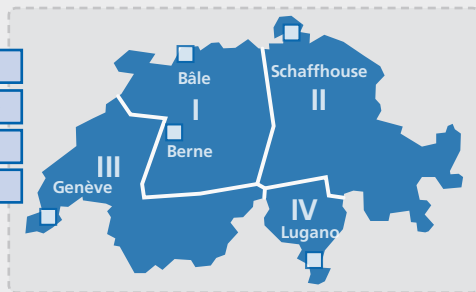 Bâle
Schaffhouse
I
II
Berne
III
Genève
IV
Lugano